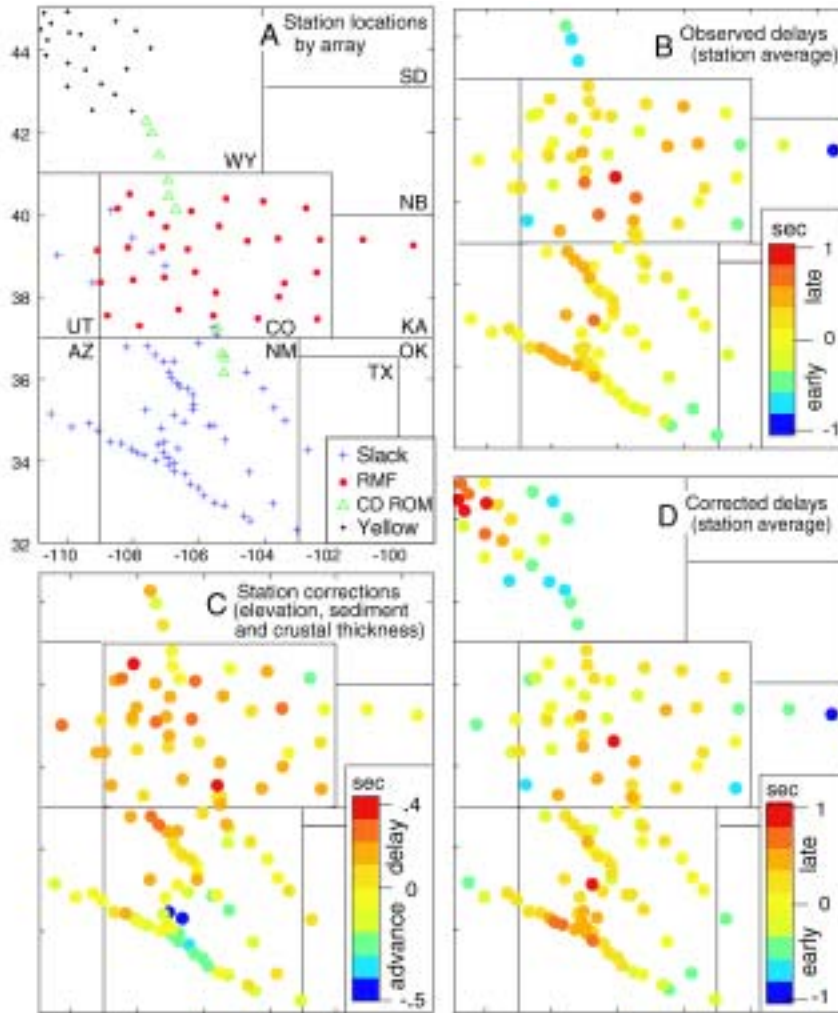 A Station locations
by array
44
42
40
38
36
34
32
SD
WY
NB
UT
CO
KA
AZ
NM
OK
TX
Slack
RMF
CD ROM
Yellow
-110
-108
-106
-104
-102
-100
B Observed delays
(station average)
sec
1
late
0
early
-1
C Station corrections
(elevation, sediment
and crustal thickness)
sec
.4
delay
0
advance
-.5
D Corrected delays
(station average)
sec
1
late
0
early
-1